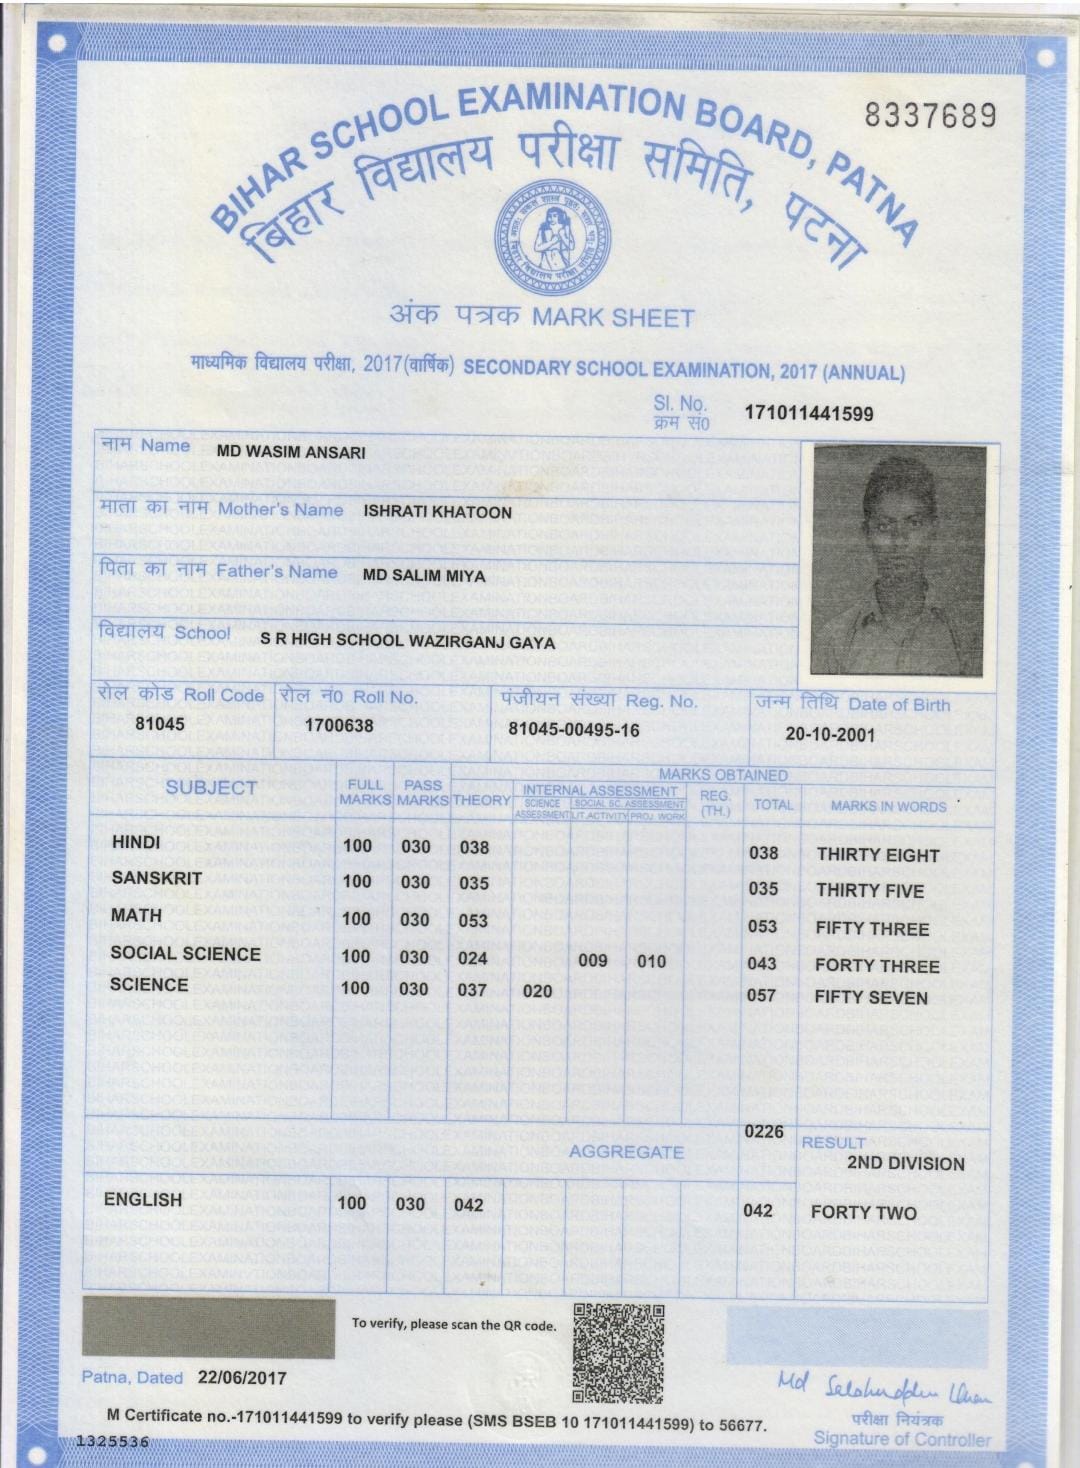 8337689
BIHAR SCHOOL EXAMINATION BOARD, PATNA
बिहार विद्यालय परीक्षा समिति, पटना
अंक पत्रक MARK SHEET
माध्यमिक विद्यालय परीक्षा, 2017(वार्षिक) SECONDARY SCHOOL EXAMINATION, 2017 (ANNUAL)
Sl. No. 171011441599
क्रम सं०
नाम Name MD WASIM ANSARI
माता का नाम Mother's Name ISHRATI KHATOON
पिता का नाम Father's Name MD SALIM MIYA
विद्यालय School S R HIGH SCHOOL WAZIRGANJ GAYA
रोल कोड Roll Code रोल नं० Roll No. पंजीयन संख्या Reg. No. जन्म तिथि Date of Birth
81045 1700638 81045-00495-16 20-10-2001
MARKS OBTAINED
SUBJECT FULL MARKS PASS MARKS THEORY INTERNAL ASSESSMENT REG. (TH.) TOTAL MARKS IN WORDS
SCIENCE ASSESSMENT SOCIAL SC. ASSESSMENT
LIT.ACTIVITY PROJ. WORK
HINDI 100 030 038 038 THIRTY EIGHT
SANSKRIT 100 030 035 035 THIRTY FIVE
MATH 100 030 053 053 FIFTY THREE
SOCIAL SCIENCE 100 030 024 009 010 043 FORTY THREE
SCIENCE 100 030 037 020 057 FIFTY SEVEN
AGGREGATE 0226 RESULT
2ND DIVISION
ENGLISH 100 030 042 042 FORTY TWO
To verify, please scan the QR code.
Patna, Dated 22/06/2017
Md Salahuddin Khan
M Certificate no.-171011441599 to verify please (SMS BSEB 10 171011441599) to 56677.
परीक्षा नियंत्रक
1325536
Signature of Controller